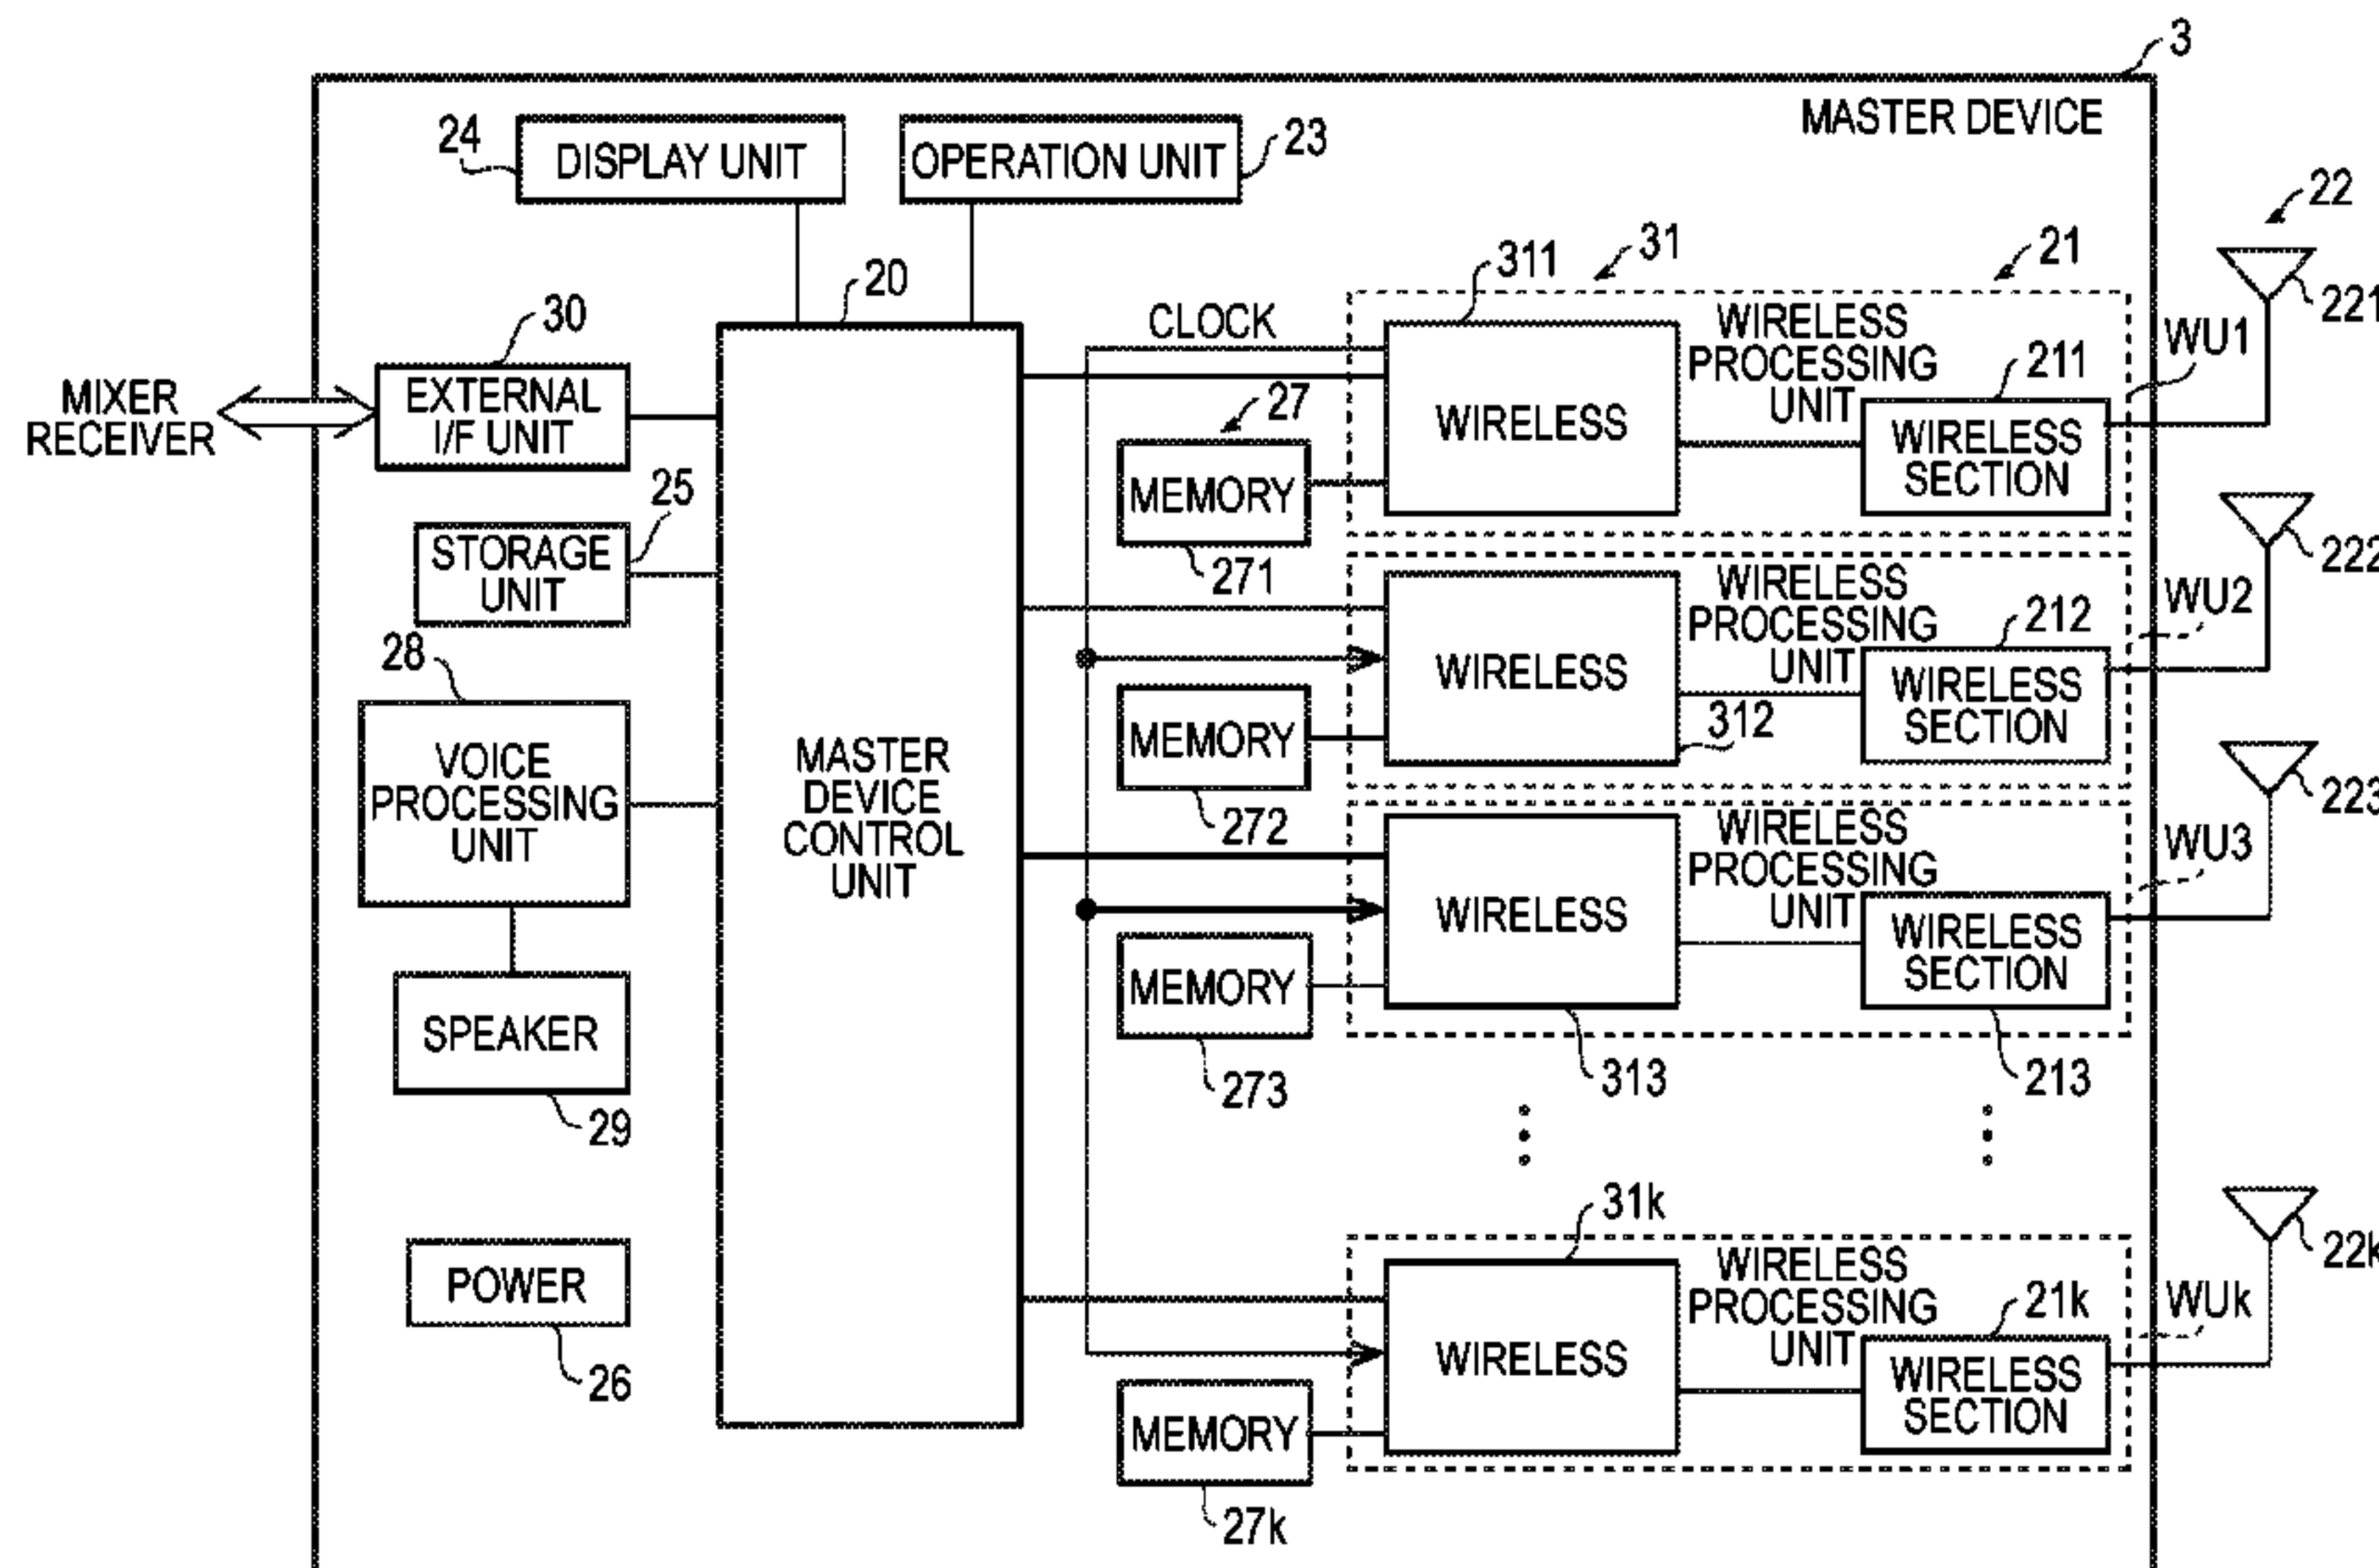 3
MASTER DEVICE
24
DISPLAY UNIT
OPERATION UNIT
23
22
20
30
CLOCK
311
31
21
221
MIXER
RECEIVER
EXTERNAL
I/F UNIT
27
WIRELESS
WIRELESS
PROCESSING
UNIT
211
WU1
WIRELESS
SECTION
25
STORAGE
UNIT
MEMORY
271
222
WIRELESS
WIRELESS
PROCESSING
UNIT
212
WU2
WIRELESS
SECTION
28
VOICE
PROCESSING
UNIT
MASTER
DEVICE
CONTROL
UNIT
MEMORY
272
312
223
WIRELESS
WIRELESS
PROCESSING
UNIT
WU3
WIRELESS
SECTION
SPEAKER
29
MEMORY
273
313
213
31k
22k
POWER
26
WIRELESS
WIRELESS
PROCESSING
UNIT
21k
WUk
WIRELESS
SECTION
MEMORY
27k